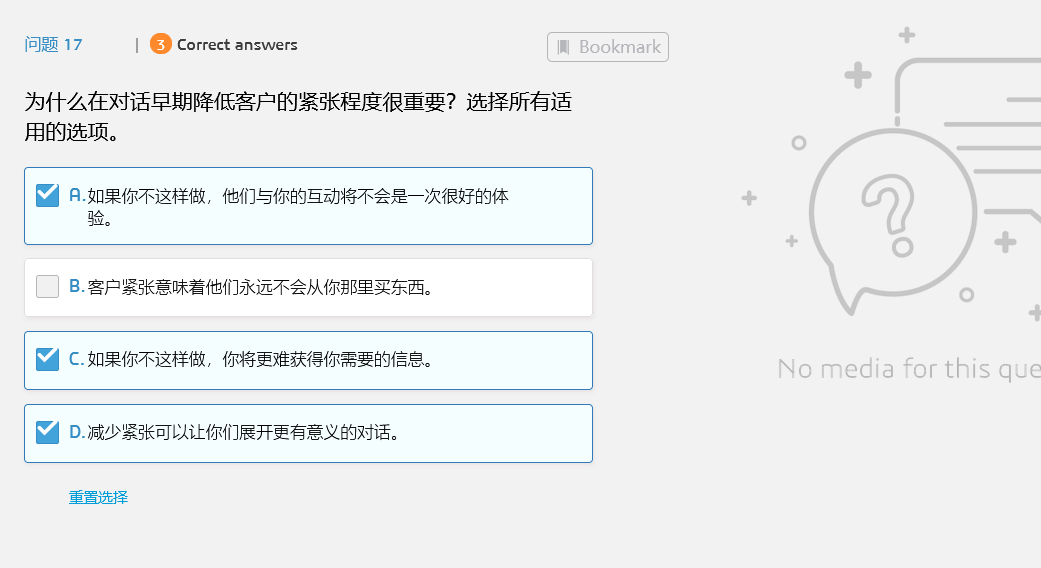 问题 17 | 3 Correct answers
Bookmark
为什么在对话早期降低客户的紧张程度很重要？选择所有适
用的选项。
A. 如果你不这样做，他们与你的互动将不会是一次很好的体
验。
B. 客户紧张意味着他们永远不会从你那里买东西。
C. 如果你不这样做，你将更难获得你需要的信息。
D. 减少紧张可以让你们展开更有意义的对话。
重置选择
?
No media for this que